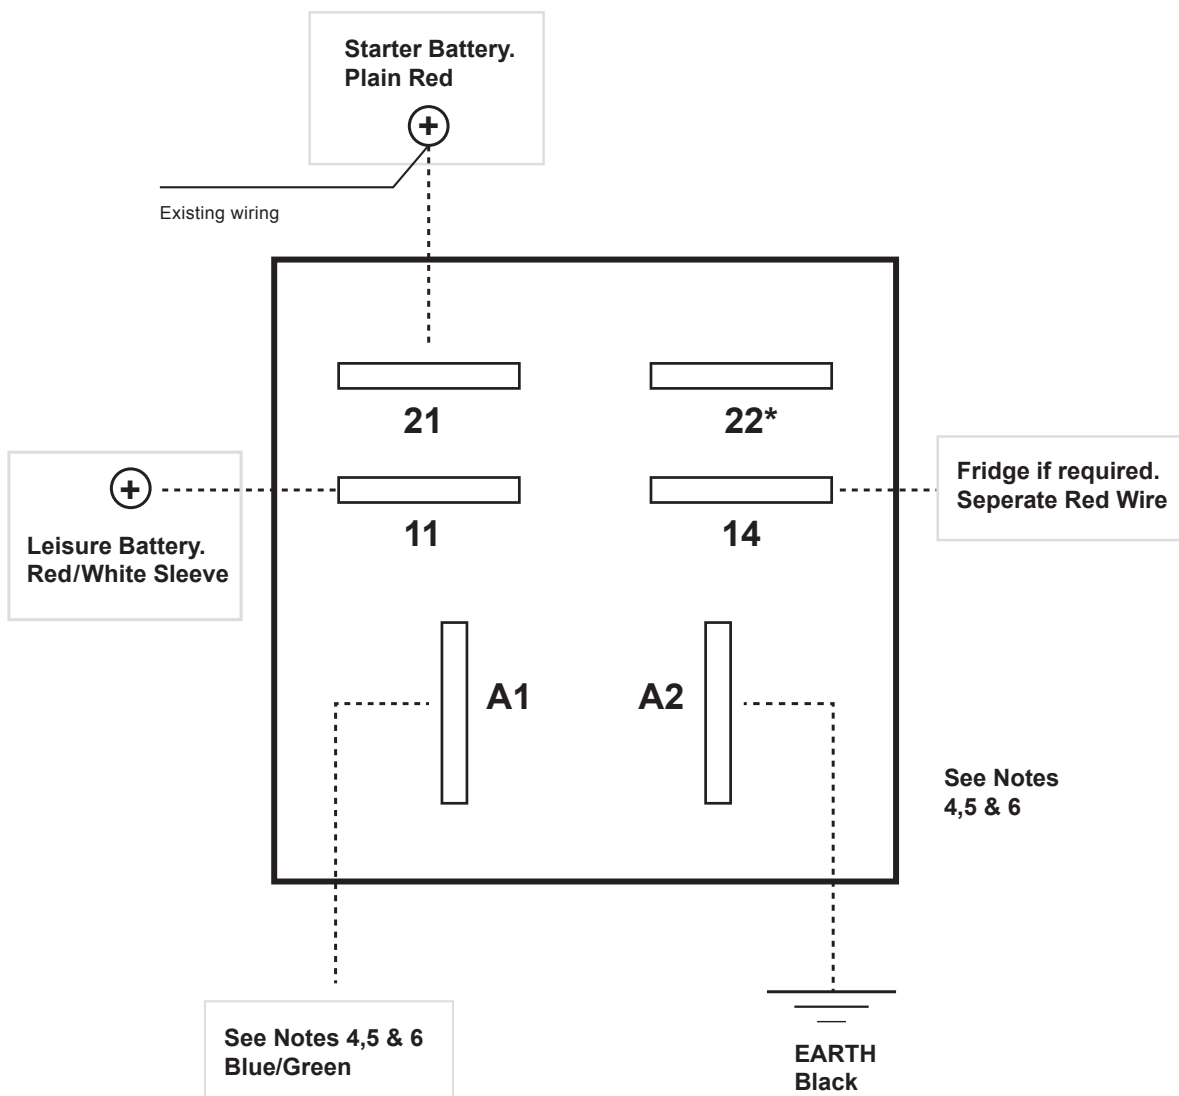 Starter Battery.
Plain Red
+
Existing wiring
21
22*
+
Leisure Battery.
Red/White Sleeve
11
14
Fridge if required.
Seperate Red Wire
A1
A2
See Notes
4,5 & 6
See Notes 4,5 & 6
Blue/Green
EARTH
Black